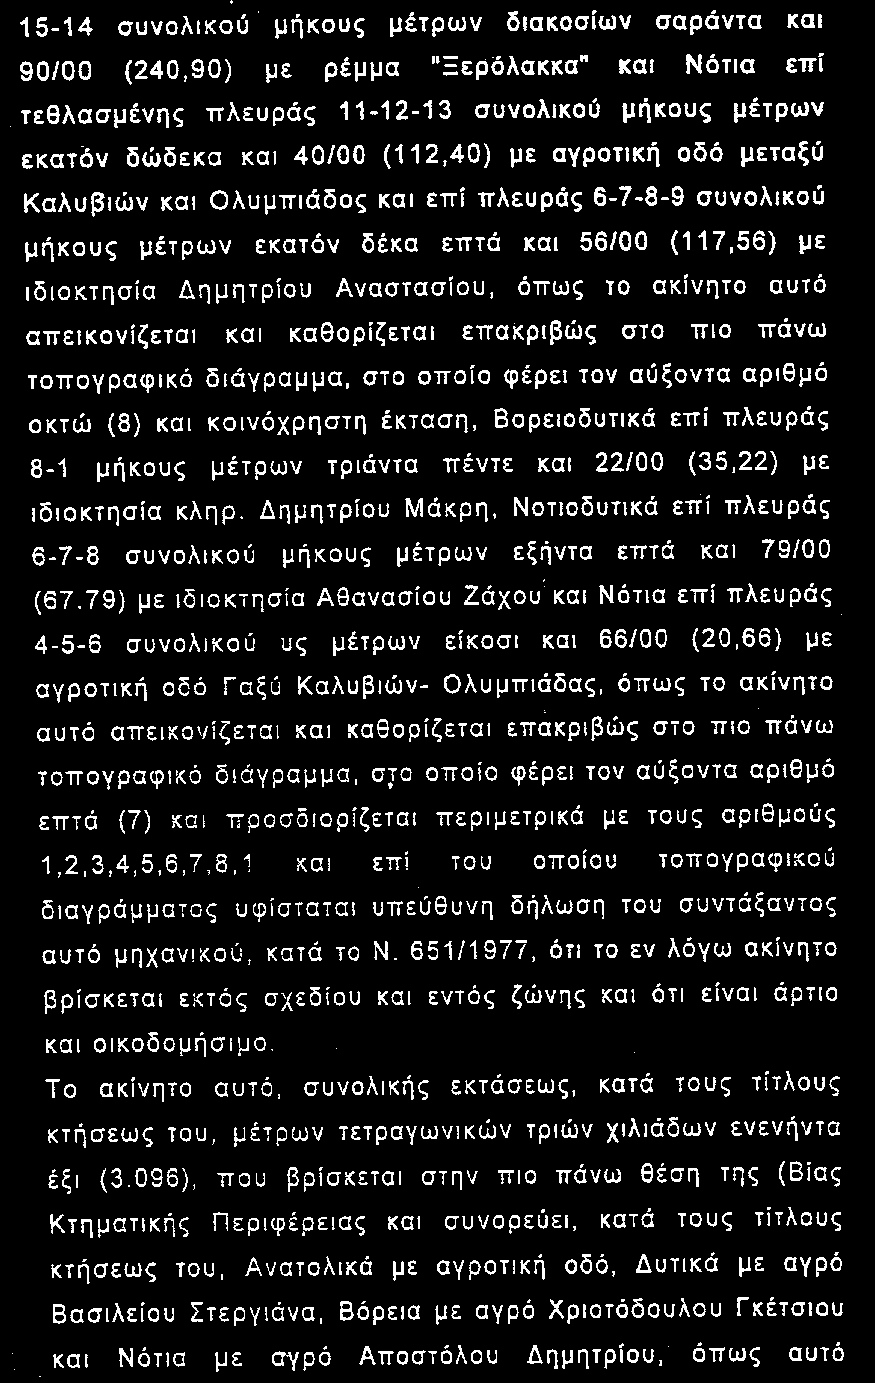 15-14 συνολικού μήκους μέτρων διακοσίων σαράντα και
90/00 (240,90) με ρέμμα "Ξερόλακκα" και Νότια επί
τεθλασμένης πλευράς 11-12-13 συνολικού μήκους μέτρων
εκατόν δώδεκα και 40/00 (112,40) με αγροτική οδό μεταξύ
Καλυβιών και Ολυμπιάδος και επί πλευράς 6-7-8-9 συνολικού
μήκους μέτρων εκατόν δέκα επτά και 56/00 (117,56) με
ιδιοκτησία Δημητρίου Αναστασίου, όπως το ακίνητο αυτό
απεικονίζεται και καθορίζεται επακριβώς στο πιο πάνω
τοπογραφικό διάγραμμα, στο οποίο φέρει τον αύξοντα αριθμό
οκτώ (8) και κοινόχρηστη έκταση, Βορειοδυτικά επί πλευράς
8-1 μήκους μέτρων τριάντα πέντε και 22/00 (35,22) με
ιδιοκτησία κληρ. Δημητρίου Μάκρη, Νοτιοδυτικά επί πλευράς
6-7-8 συνολικού μήκους μέτρων εξήντα επτά και 79/00
(67.79) με ιδιοκτησία Αθανασίου Ζάχου και Νότια επί πλευράς
4-5-6 συνολικού υς μέτρων είκοσι και 66/00 (20,66) με
αγροτική οδό Γαξύ Καλυβιών- Ολυμπιάδας, όπως το ακίνητο
αυτό απεικονίζεται και καθορίζεται επακριβώς στο πιο πάνω
τοπογραφικό διάγραμμα, στο οποίο φέρει τον αύξοντα αριθμό
επτά (7) και προσδιορίζεται περιμετρικά με τους αριθμούς
1,2,3,4,5,6,7,8,1 και επί του οποίου τοπογραφικού
διαγράμματος υφίσταται υπεύθυνη δήλωση του συντάξαντος
αυτό μηχανικού, κατά το Ν. 651/1977, ότι το εν λόγω ακίνητο
βρίσκεται εκτός σχεδίου και εντός ζώνης και ότι είναι άρτιο
και οικοδομήσιμο.
Το ακίνητο αυτό, συνολικής εκτάσεως, κατά τους τίτλους
κτήσεως του, μέτρων τετραγωνικών τριών χιλιάδων ενενήντα
έξι (3.096), που βρίσκεται στην πιο πάνω θέση της (Βίας
Κτηματικής Περιφέρειας και συνορεύει, κατά τους τίτλους
κτήσεως του, Ανατολικά με αγροτική οδό, Δυτικά με αγρό
Βασιλείου Στεργιάνα, Βόρεια με αγρό Χριστόδουλου Γκέτσιου
και Νότια με αγρό Αποστόλου Δημητρίου, όπως αυτό